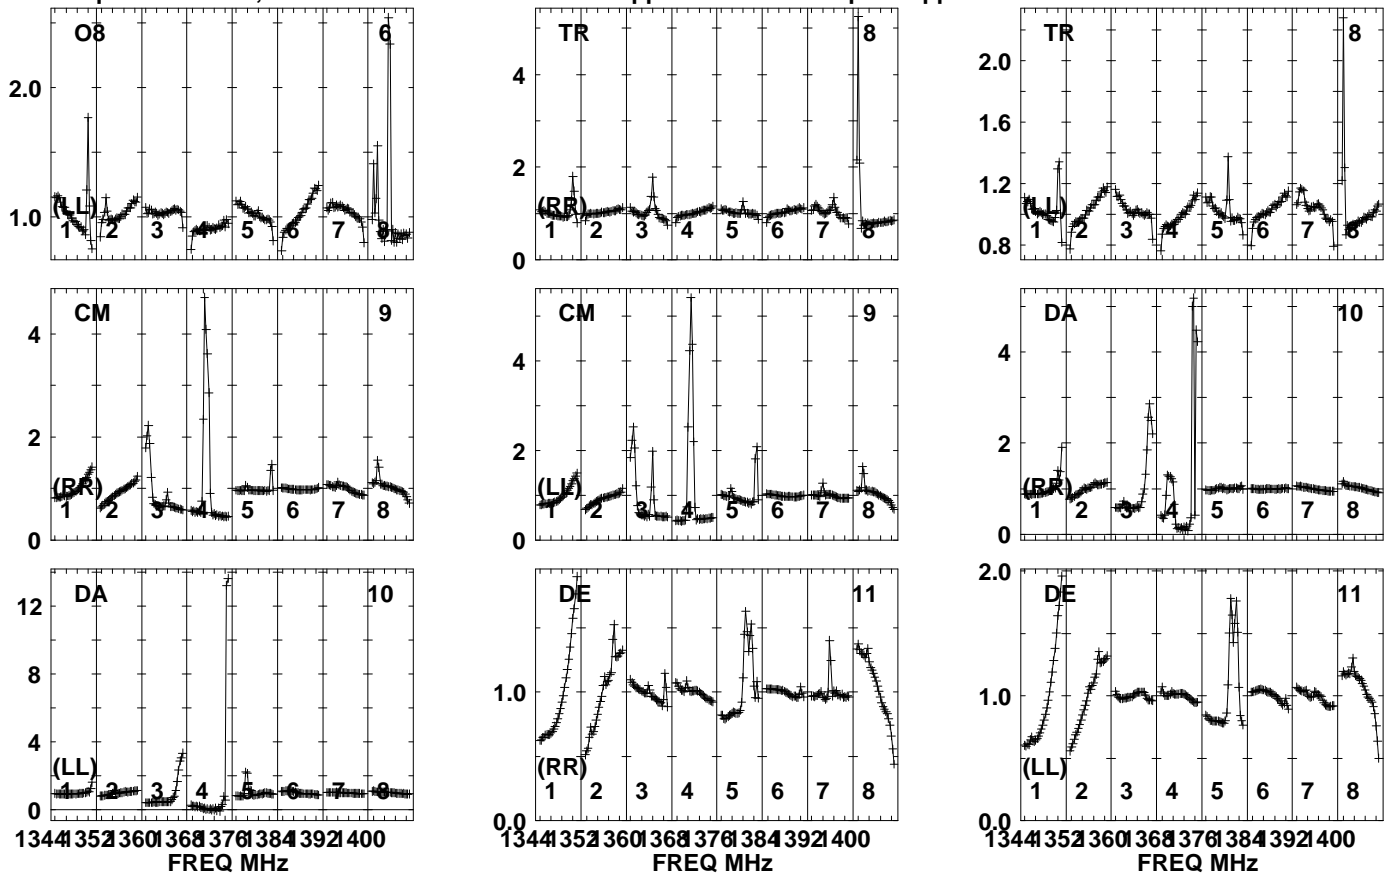 O8 6
2.0
1.0
(LL)
1 2 3 4 5 6 7 8
TR 8
4
2
0
(RR)
1 2 3 4 5 6 7 8
TR 8
2.0
1.6
1.2
0.8
(LL)
1 2 3 4 5 6 7 8
CM 9
4
2
0
(RR)
1 2 3 4 5 6 7 8
CM 9
4
2
0
(LL)
1 2 3 4 5 6 7 8
DA 10
4
2
0
(RR)
1 2 3 4 5 6 7 8
DA 10
12
8
4
0
(LL)
1 2 3 4 5 6 7 8
1344 1352 1360 1368 1376 1384 1392 1400
FREQ MHz
DE 11
1.0
0.0
(RR)
1 2 3 4 5 6 7 8
1344 1352 1360 1368 1376 1384 1392 1400
FREQ MHz
DE 11
2.0
1.0
0.0
(LL)
1 2 3 4 5 6 7 8
1344 1352 1360 1368 1376 1384 1392 1400
FREQ MHz